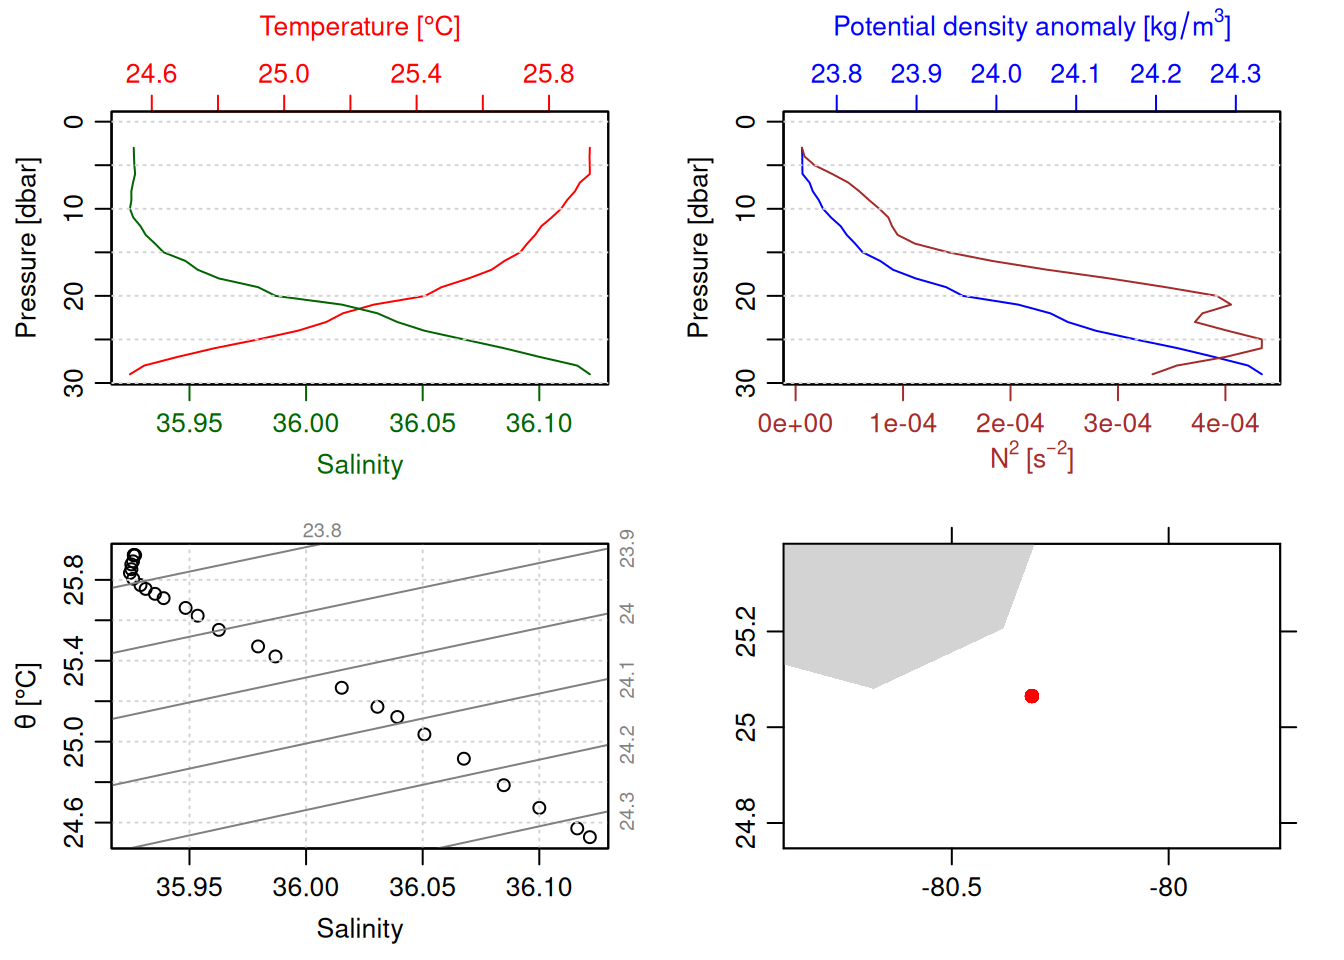 Temperature [°C]
24.6 25.0 25.4 25.8
Pressure [dbar]
0 10 20 30
35.95 36.00 36.05 36.10
Salinity
Potential density anomaly [kg/m³]
23.8 23.9 24.0 24.1 24.2 24.3
Pressure [dbar]
0 10 20 30
0e+00 1e-04 2e-04 3e-04 4e-04
N² [s⁻²]
23.8
23.9
24
24.1
24.2
24.3
θ [°C]
25.8 25.4 25.0 24.6
35.95 36.00 36.05 36.10
Salinity
25.2 25 24.8
-80.5 -80